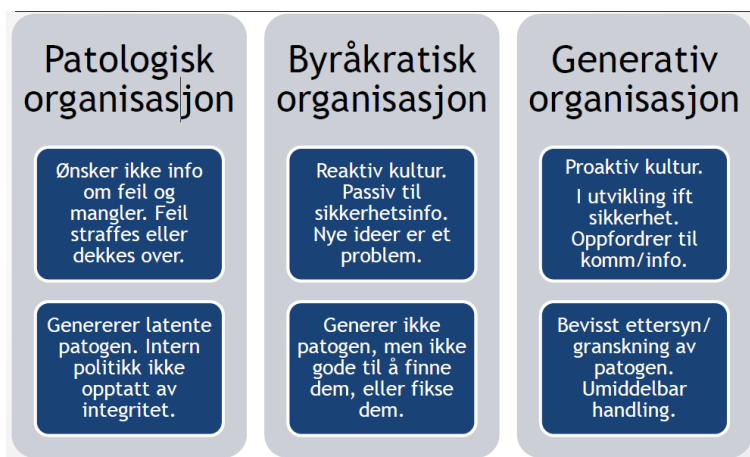 Patologisk
organisasjon
Ønsker ikke info
om feil og
mangler. Feil
straffes eller
dekkes over.
Genererer latente
patogen. Intern
politikk ikke
opptatt av
integritet.
Byråkratisk
organisasjon
Reaktiv kultur.
Passiv til
sikkerhetsinfo.
Nye ideer er et
problem.
Generer ikke
patogen, men ikke
gode til å finne
dem, eller fikse
dem.
Generativ
organisasjon
Proaktiv kultur.
I utvikling ift
sikkerhet.
Oppfordrer til
komm/info.
Bevisst ettersyn/
granskning av
patogen.
Umiddelbar
handling.